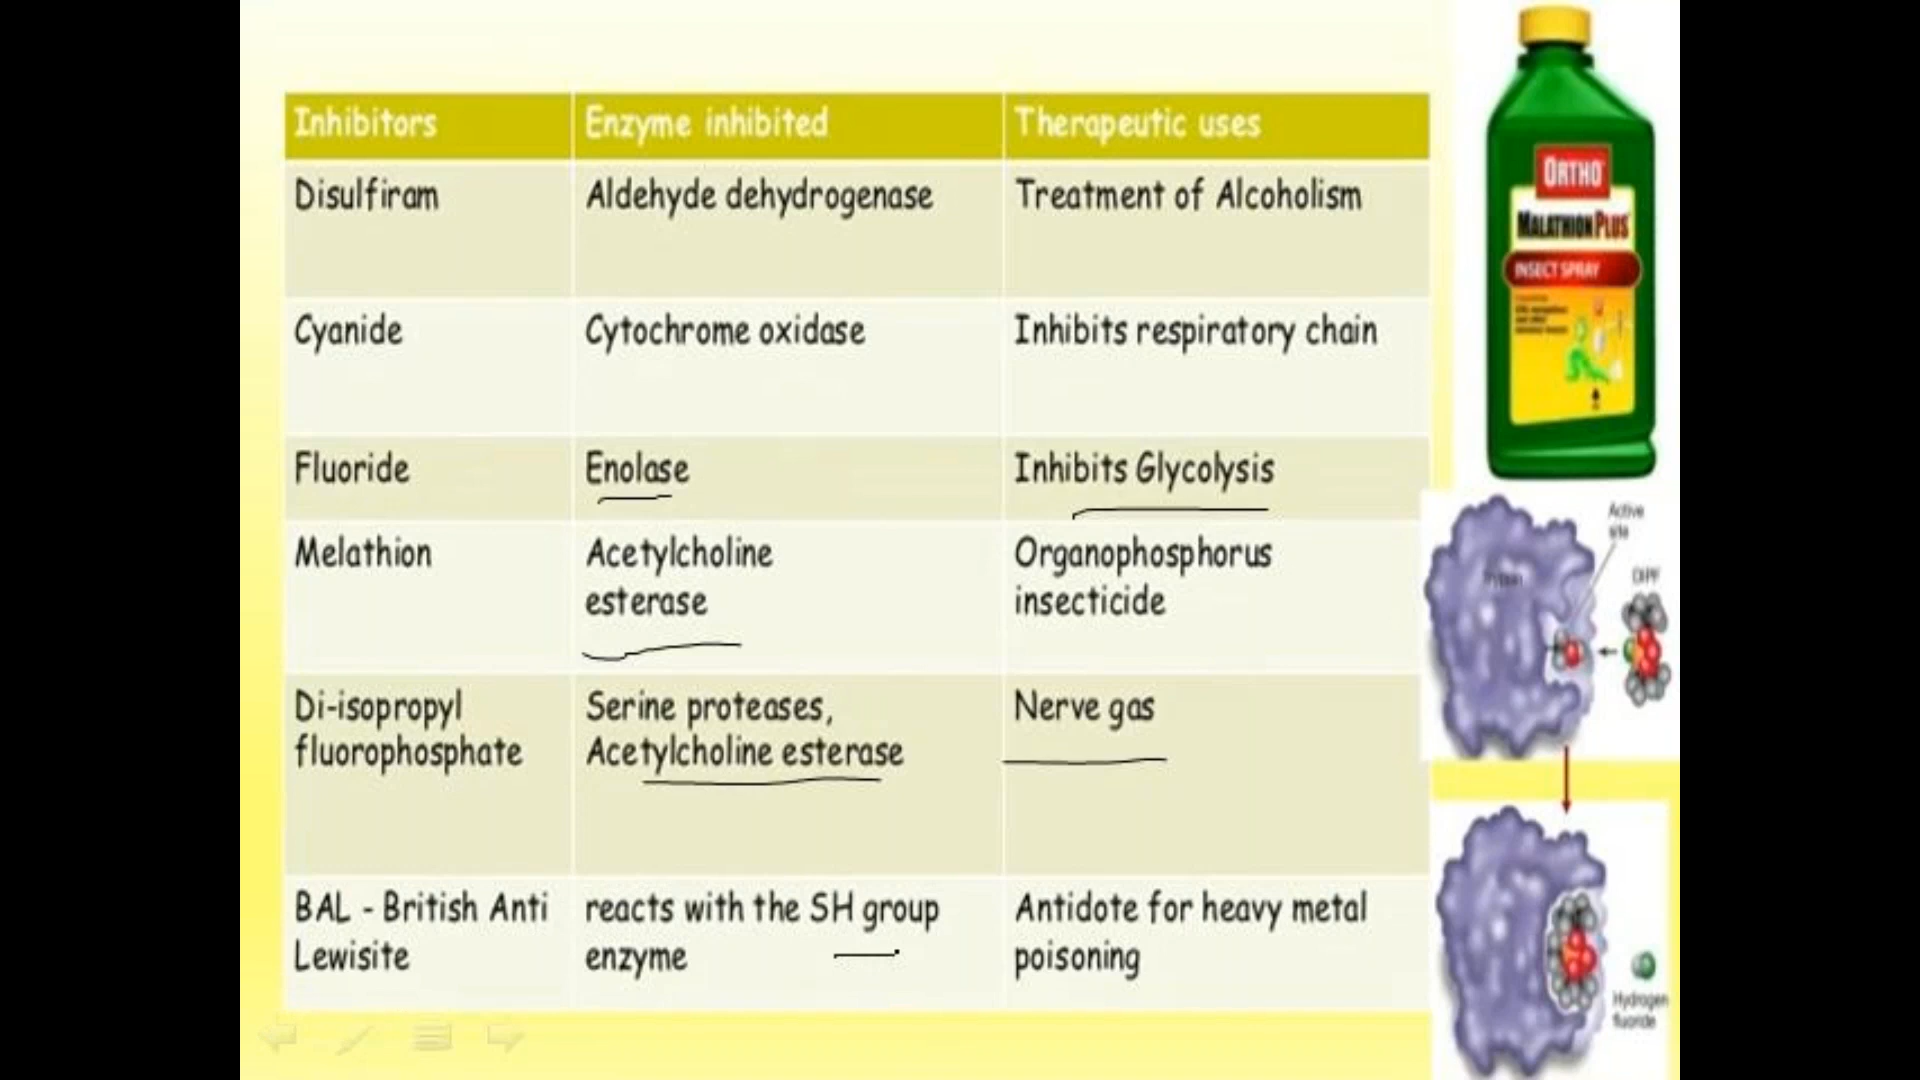 Inhibitors
Enzyme inhibited
Therapeutic uses
Disulfiram
Aldehyde dehydrogenase
Treatment of Alcoholism
Cyanide
Cytochrome oxidase
Inhibits respiratory chain
Fluoride
Enolase
Inhibits Glycolysis
Melathion
Acetylcholine
esterase
Organophosphorus
insecticide
Di-isopropyl
fluorophosphate
Serine proteases,
Acetylcholine esterase
Nerve gas
BAL - British Anti
Lewisite
reacts with the SH group
enzyme
Antidote for heavy metal
poisoning
ORTHO
MALATHION PLUS
INSECT SPRAY
Active
site
DIPF
Hydrogen
fluoride